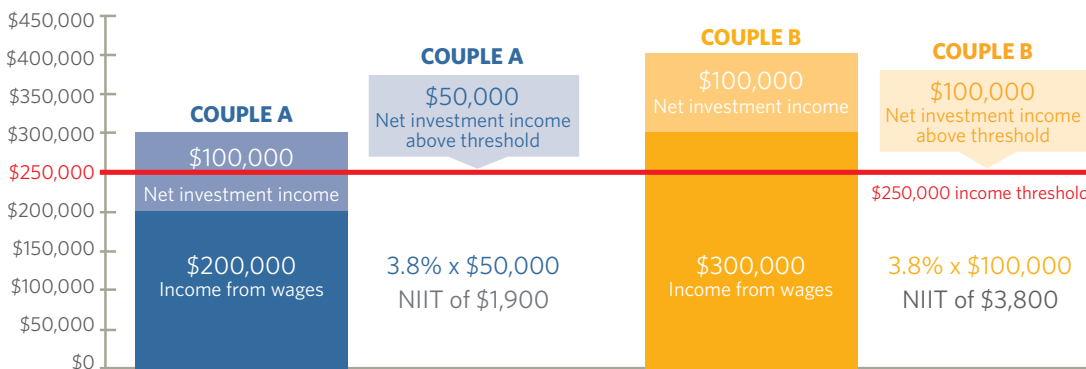 $450,000
$400,000
$350,000
$300,000
$250,000
$200,000
$150,000
$100,000
$50,000
$0
COUPLE A
$100,000
Net investment income
$200,000
Income from wages
COUPLE A
$50,000
Net investment income
above threshold
3.8% x $50,000
NIIT of $1,900
COUPLE B
$100,000
Net investment income
$300,000
Income from wages
COUPLE B
$100,000
Net investment income
above threshold
$250,000 income threshold
3.8% x $100,000
NIIT of $3,800